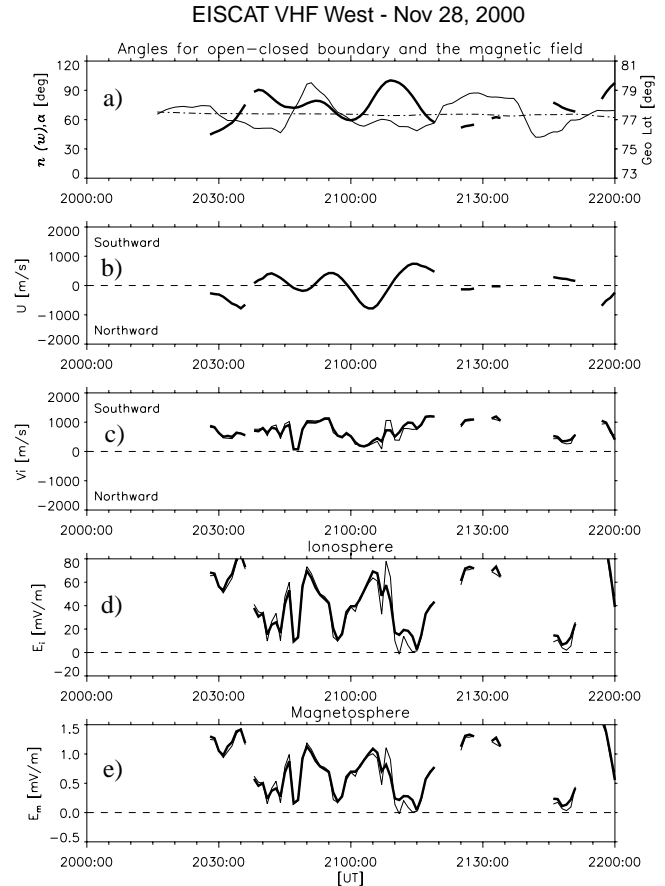 EISCAT VHF West - Nov 28, 2000
Angles for open-closed boundary and the magnetic field
a)
n (w), α [deg]
120
90
60
30
0
81
79
77
75
73
Geo Lat [deg]
2000:00 2030:00 2100:00 2130:00 2200:00
b)
Southward
Northward
U [m/s]
2000
1000
0
-1000
-2000
2000:00 2030:00 2100:00 2130:00 2200:00
c)
Southward
Northward
Vi [m/s]
2000
1000
0
-1000
-2000
2000:00 2030:00 2100:00 2130:00 2200:00
Ionosphere
d)
Ei [mV/m]
80
60
40
20
0
-20
2000:00 2030:00 2100:00 2130:00 2200:00
Magnetosphere
e)
Em [mV/m]
1.5
1.0
0.5
0.0
-0.5
2000:00 2030:00 2100:00 2130:00 2200:00
[UT]